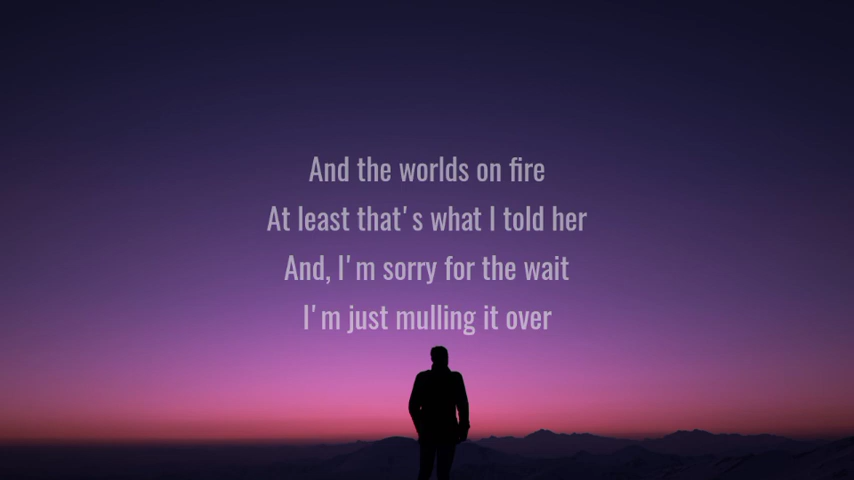 And the worlds on fire
At least that's what I told her
And, I'm sorry for the wait
I'm just mulling it over